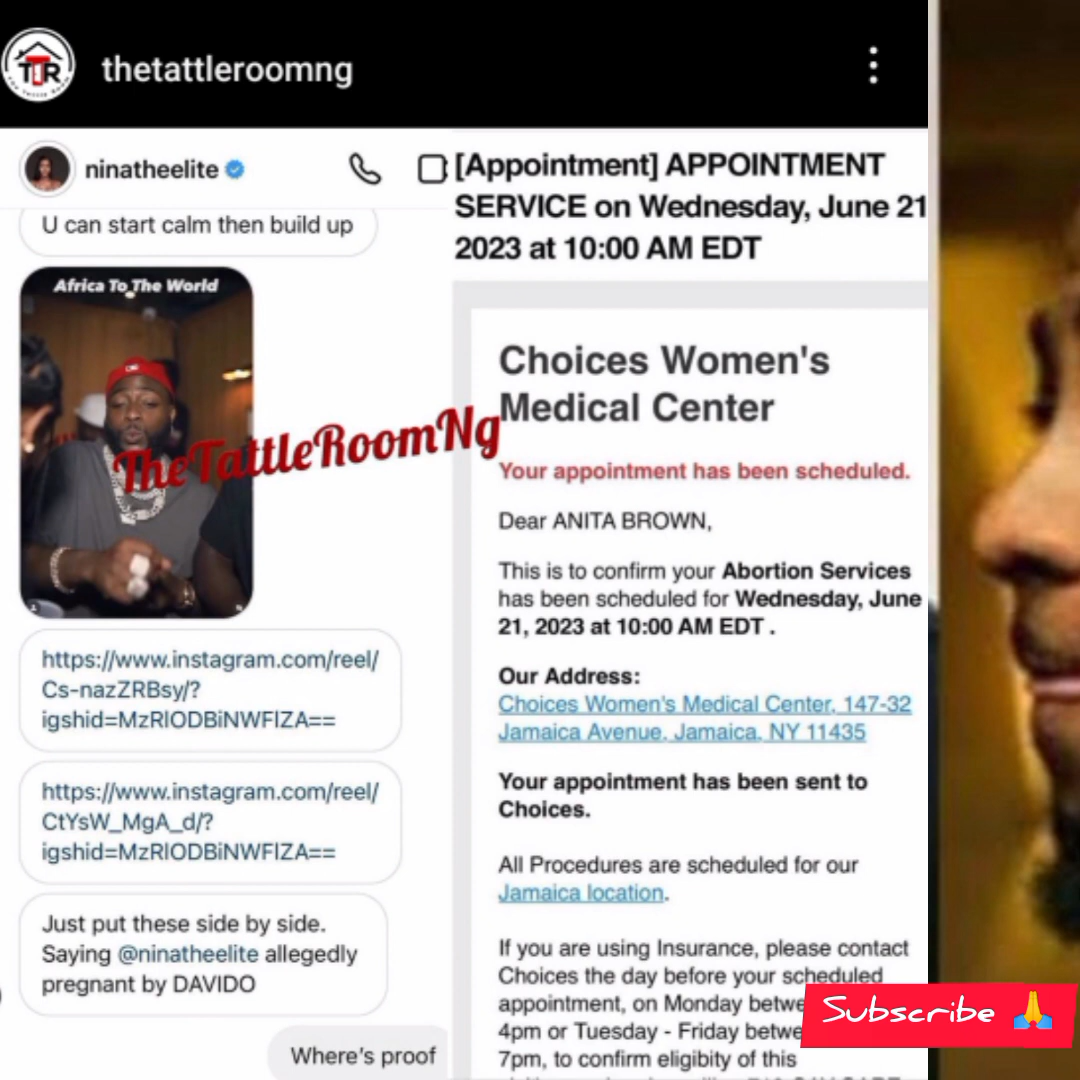 TTR
thetattleroomng
ninatheelite
U can start calm then build up
Africa To The World
https://www.instagram.com/reel/
Cs-nazZRBsy/?
igshid=MzRlODBiNWFlZA==
https://www.instagram.com/reel/
CtYsW_MgA_d/?
igshid=MzRlODBiNWFlZA==
Just put these side by side.
Saying @ninatheelite allegedly
pregnant by DAVIDO
Where's proof
TheTattleRoomNg
[Appointment] APPOINTMENT
SERVICE on Wednesday, June 21
2023 at 10:00 AM EDT
Choices Women's
Medical Center
Your appointment has been scheduled.
Dear ANITA BROWN,
This is to confirm your Abortion Services
has been scheduled for Wednesday, June
21, 2023 at 10:00 AM EDT .
Our Address:
Choices Women's Medical Center, 147-32
Jamaica Avenue, Jamaica, NY 11435
Your appointment has been sent to
Choices.
All Procedures are scheduled for our
Jamaica location.
If you are using Insurance, please contact
Choices the day before your scheduled
appointment, on Monday betwe
4pm or Tuesday - Friday betwe
7pm, to confirm eligibity of this
Subscribe 🙏